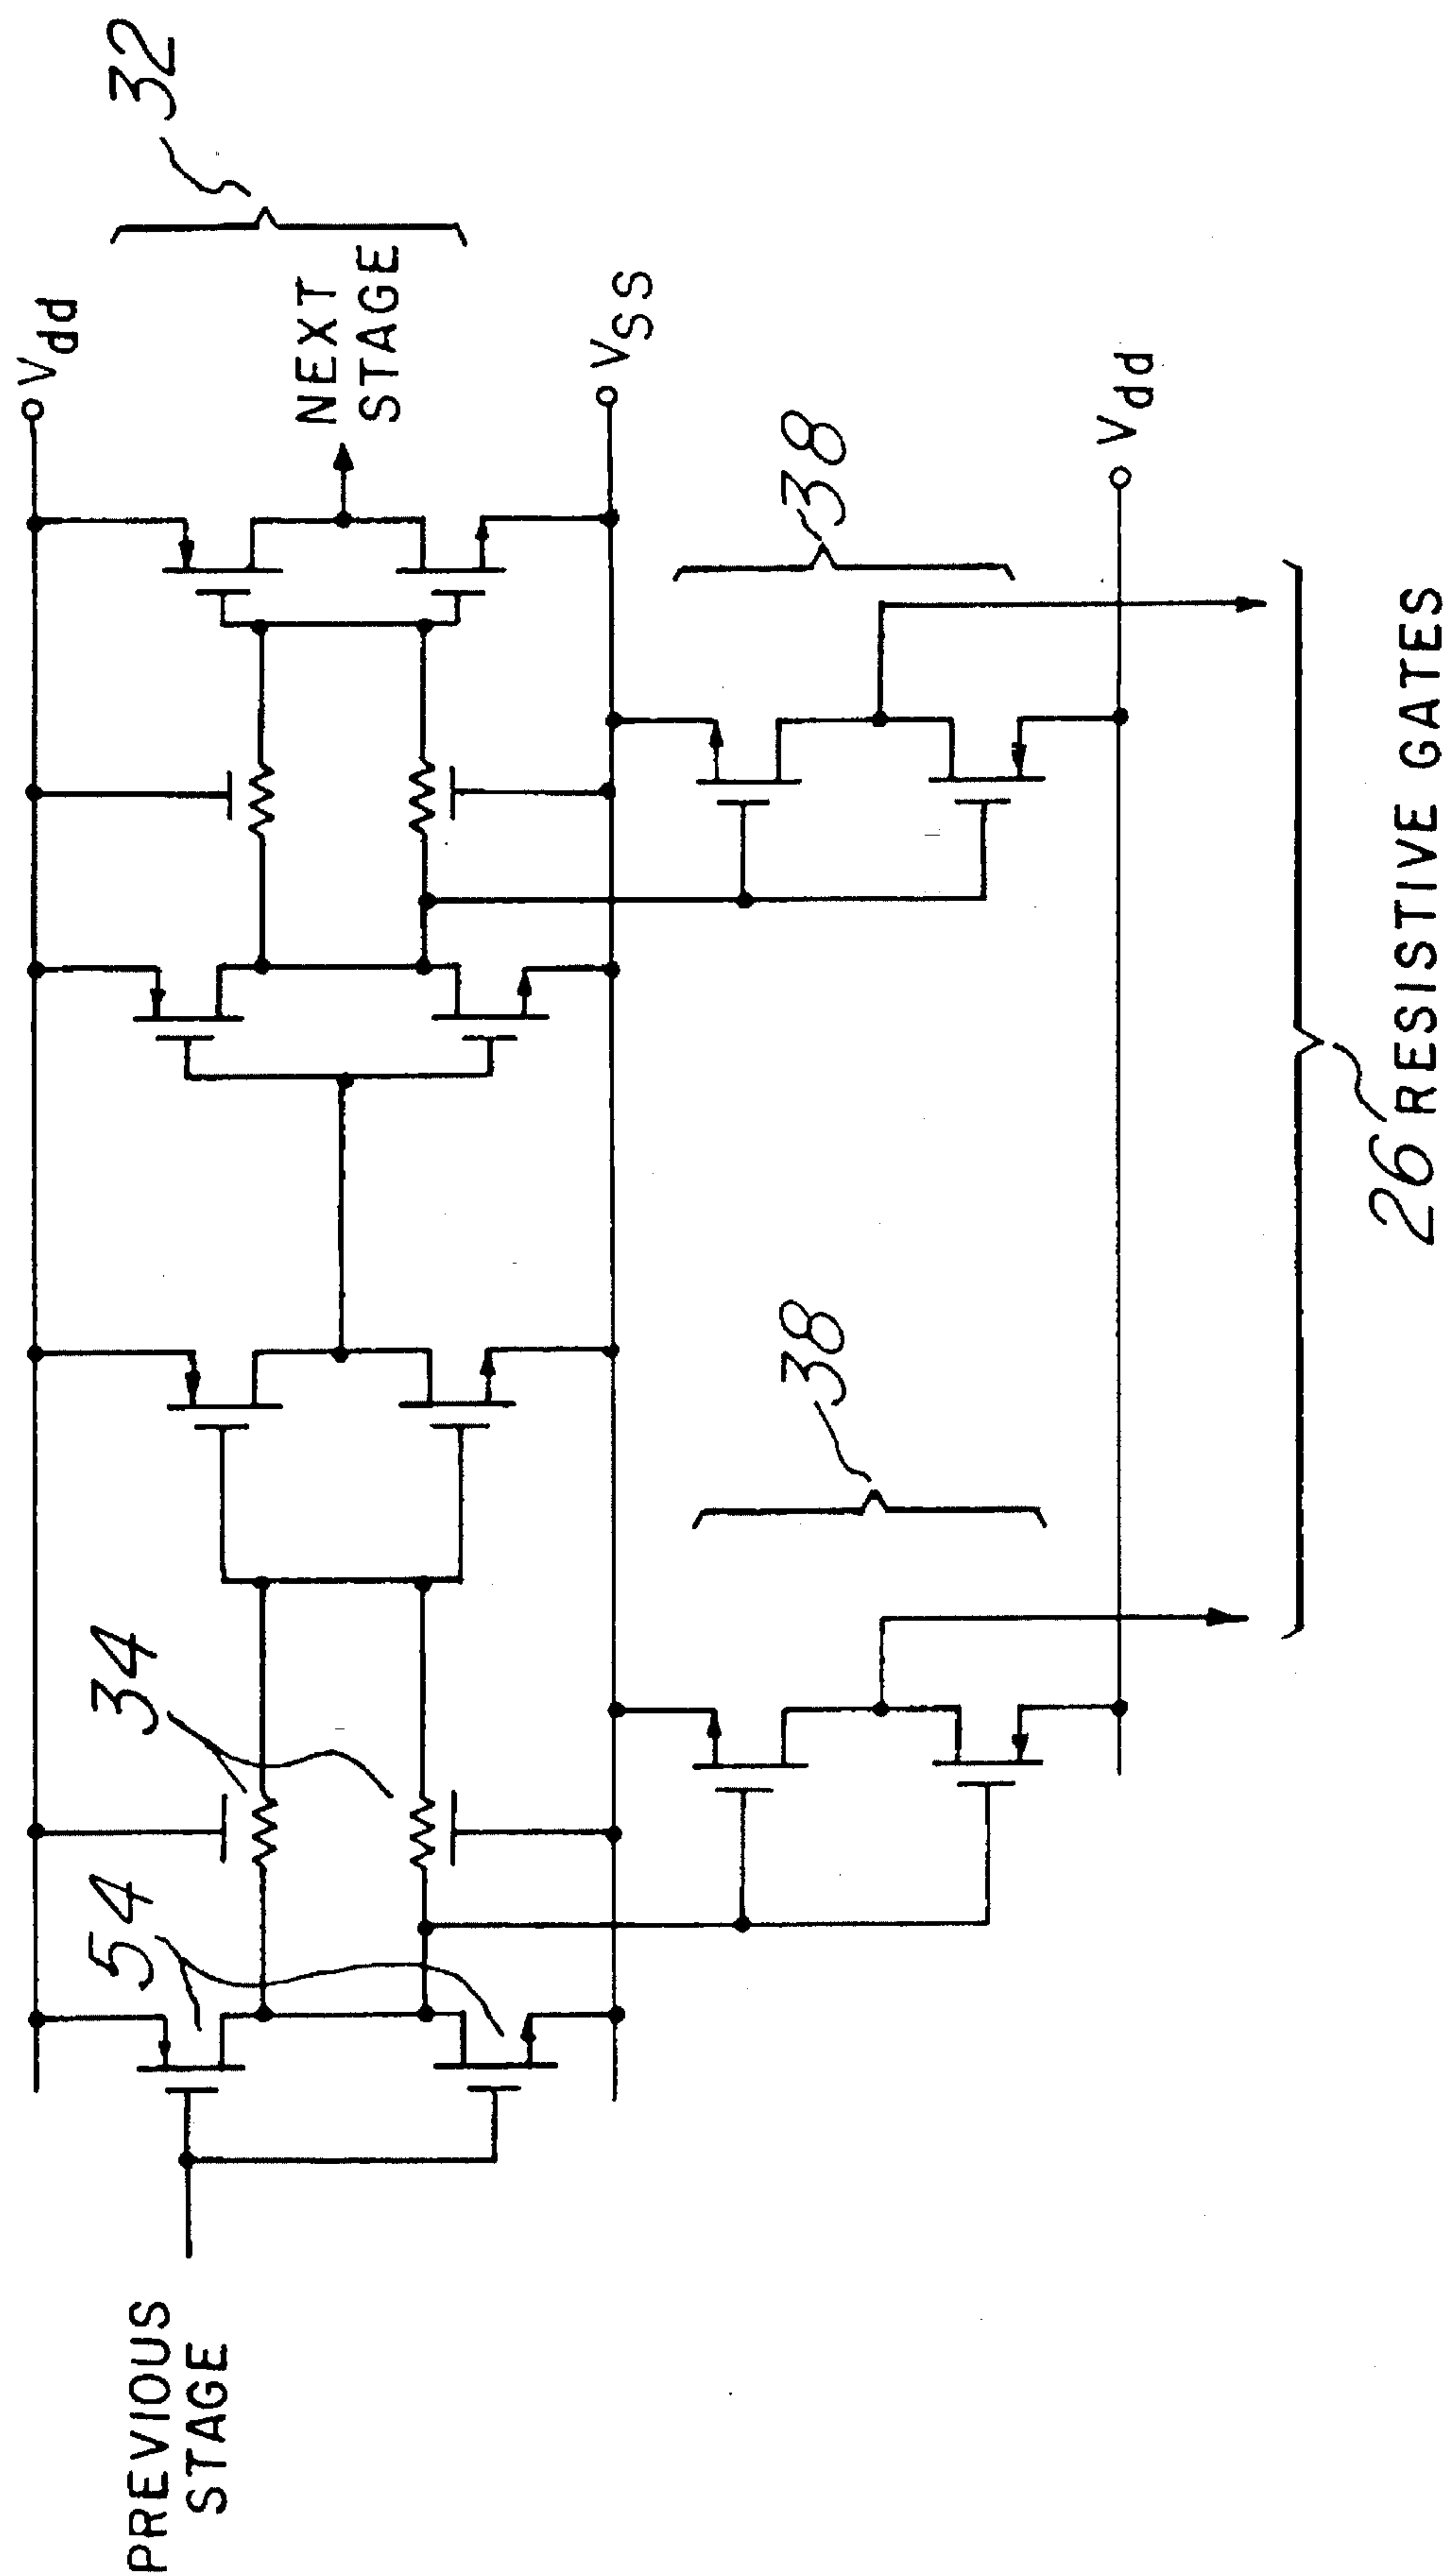 32
Vdd
NEXT
STAGE
VSS
38
Vdd
38
34
54
PREVIOUS
STAGE
26 RESISTIVE GATES